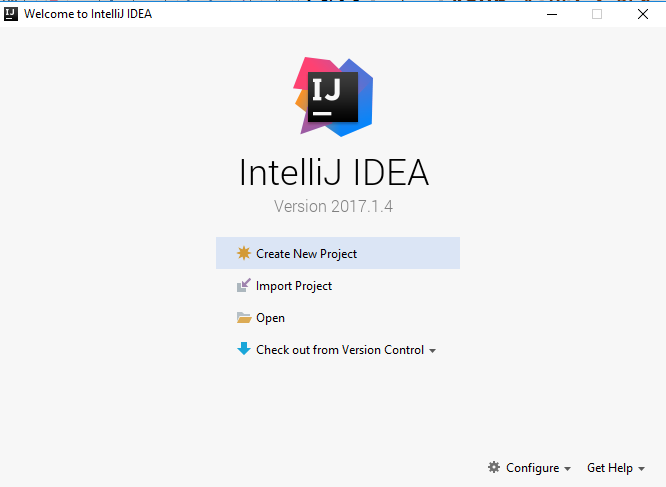 Welcome to IntelliJ IDEA
IJ
IntelliJ IDEA
Version 2017.1.4
Create New Project
Import Project
Open
Check out from Version Control
Configure
Get Help